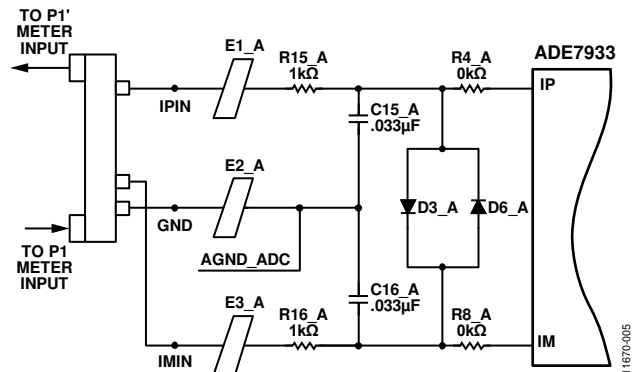 TO P1'
METER
INPUT
E1_A
R15_A
1kΩ
R4_A
0kΩ
ADE7933
IPIN
IP
C15_A
.033µF
E2_A
D3_A
D6_A
GND
AGND_ADC
TO P1
METER
INPUT
C16_A
.033µF
E3_A
R16_A
1kΩ
R8_A
0kΩ
IMIN
IM
11670-005